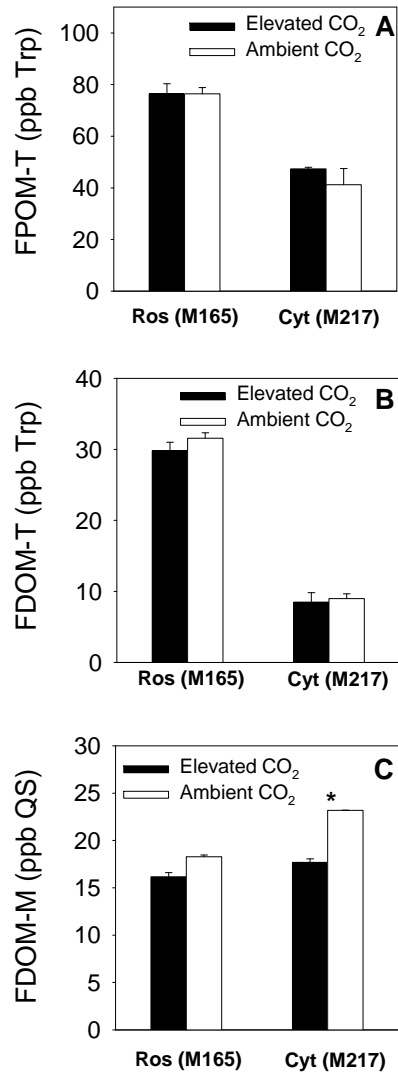 Elevated CO₂
A
Ambient CO₂
FPOM-T (ppb Trp)
100
80
60
40
20
0
Ros (M165)
Cyt (M217)
Elevated CO₂
B
Ambient CO₂
FDOM-T (ppb Trp)
40
30
20
10
0
Ros (M165)
Cyt (M217)
Elevated CO₂
C
Ambient CO₂
*
FDOM-M (ppb QS)
30
25
20
15
10
5
0
Ros (M165)
Cyt (M217)